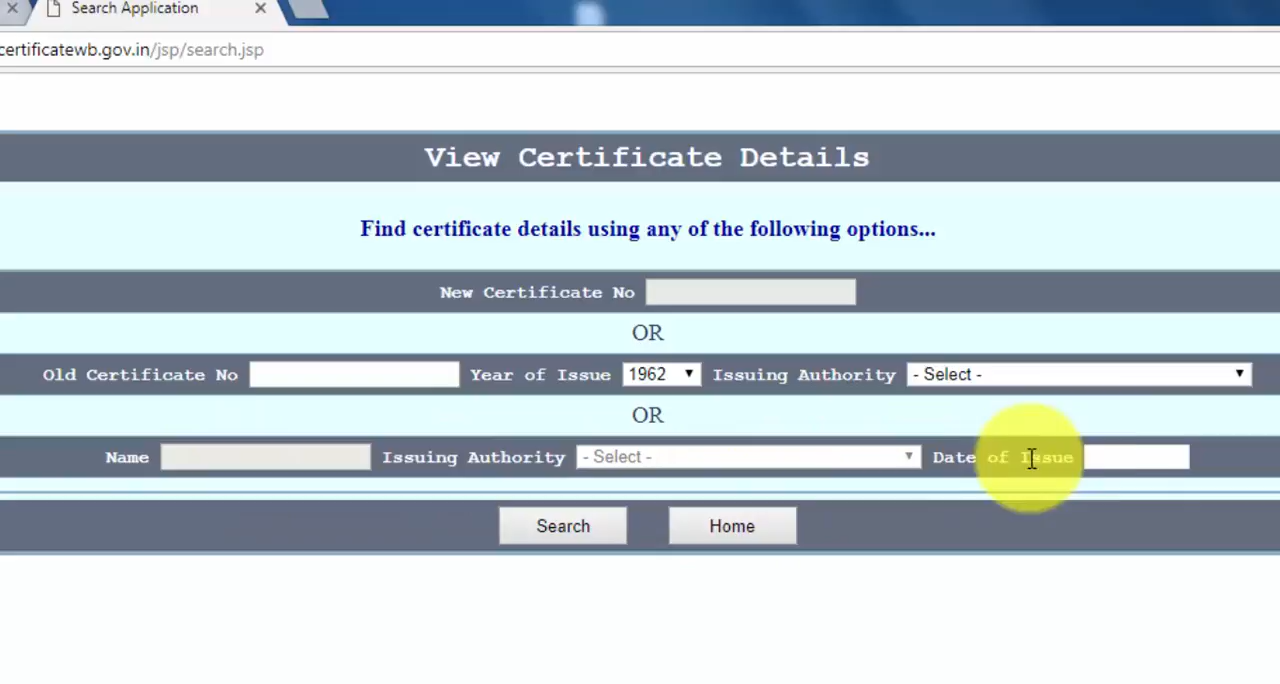 Search Application
certificatewb.gov.in/jsp/search.jsp
View Certificate Details
Find certificate details using any of the following options...
New Certificate No
OR
Old Certificate No Year of Issue 1962 Issuing Authority - Select -
OR
Name Issuing Authority - Select - Date of Issue
Search Home